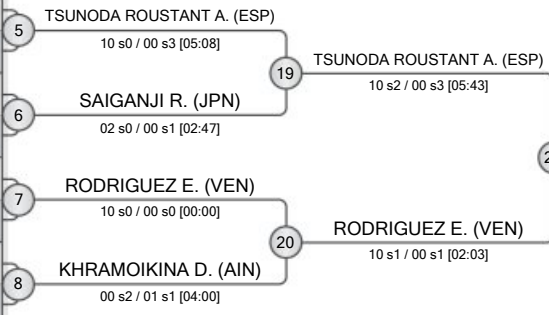 5
TSUNODA ROUSTANT A. (ESP)
10 s0 / 00 s3 [05:08]
19
TSUNODA ROUSTANT A. (ESP)
10 s2 / 00 s3 [05:43]
6
SAIGANJI R. (JPN)
02 s0 / 00 s1 [02:47]
7
RODRIGUEZ E. (VEN)
10 s0 / 00 s0 [00:00]
20
RODRIGUEZ E. (VEN)
10 s1 / 00 s1 [02:03]
8
KHRAMOIKINA D. (AIN)
00 s2 / 01 s1 [04:00]